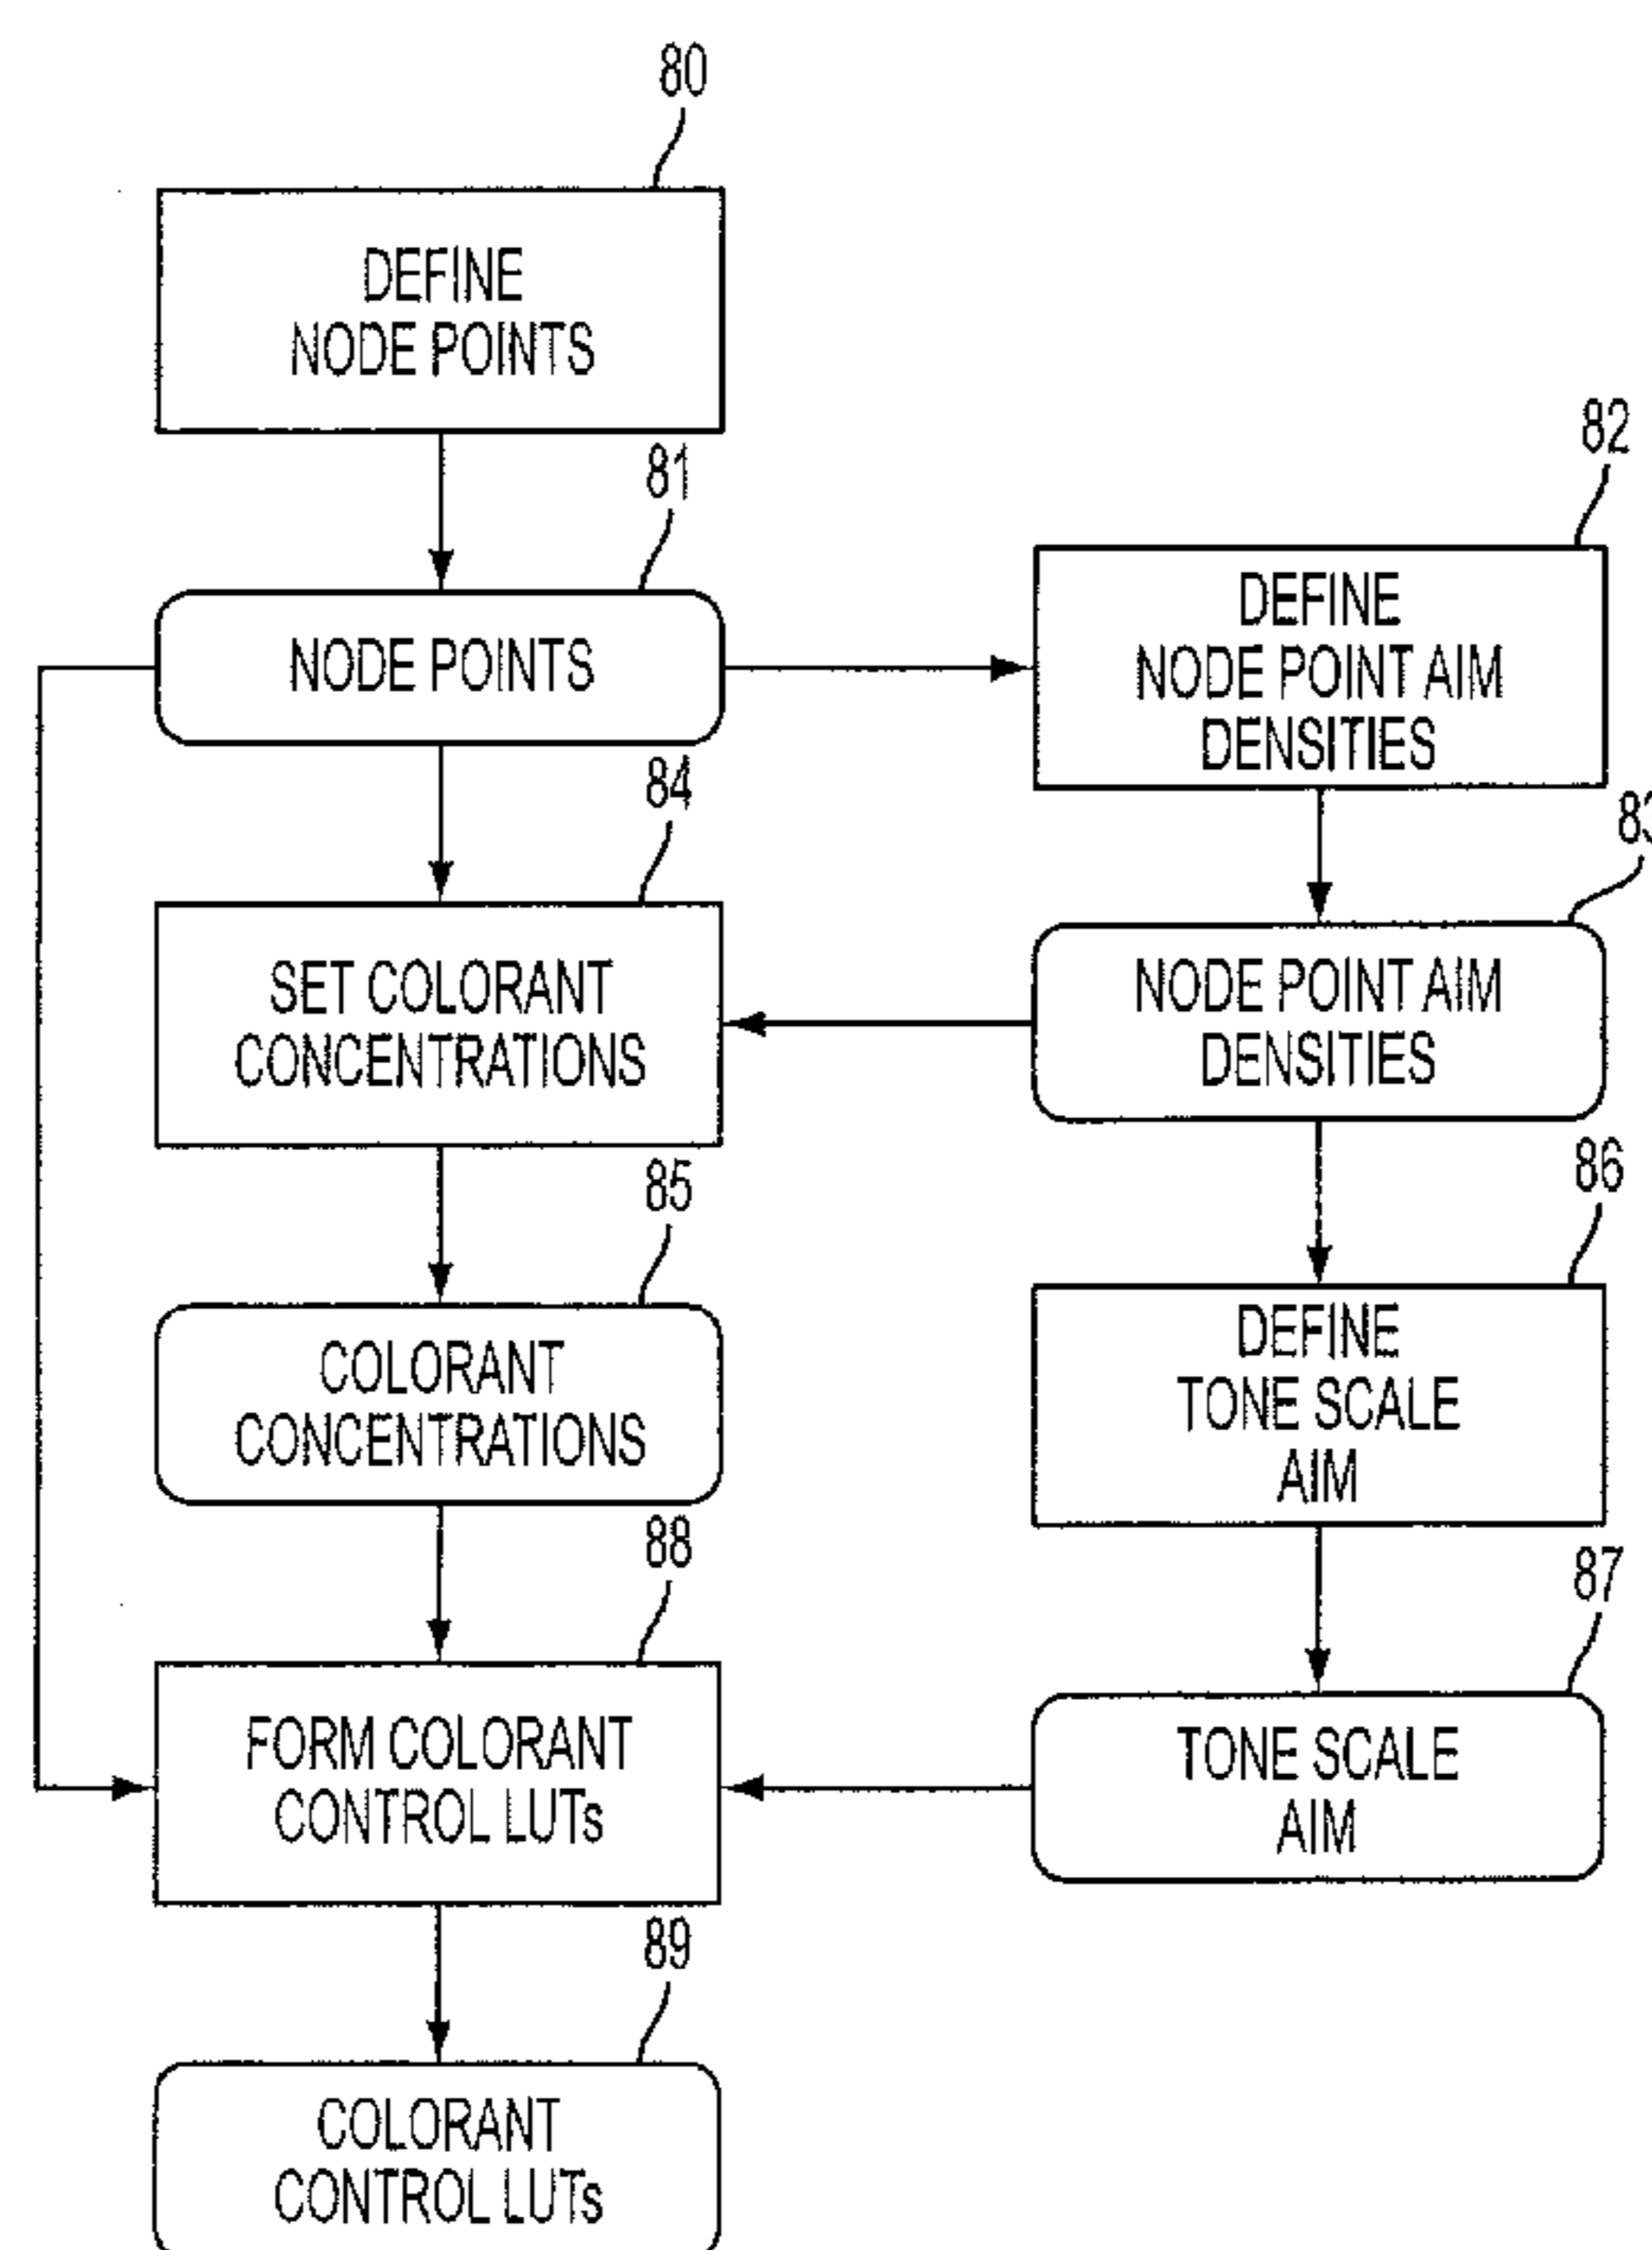 80
DEFINE
NODE POINTS
81
NODE POINTS
82
DEFINE
NODE POINT AIM
DENSITIES
83
NODE POINT AIM
DENSITIES
84
SET COLORANT
CONCENTRATIONS
85
COLORANT
CONCENTRATIONS
86
DEFINE
TONE SCALE
AIM
87
TONE SCALE
AIM
88
FORM COLORANT
CONTROL LUTs
89
COLORANT
CONTROL LUTs